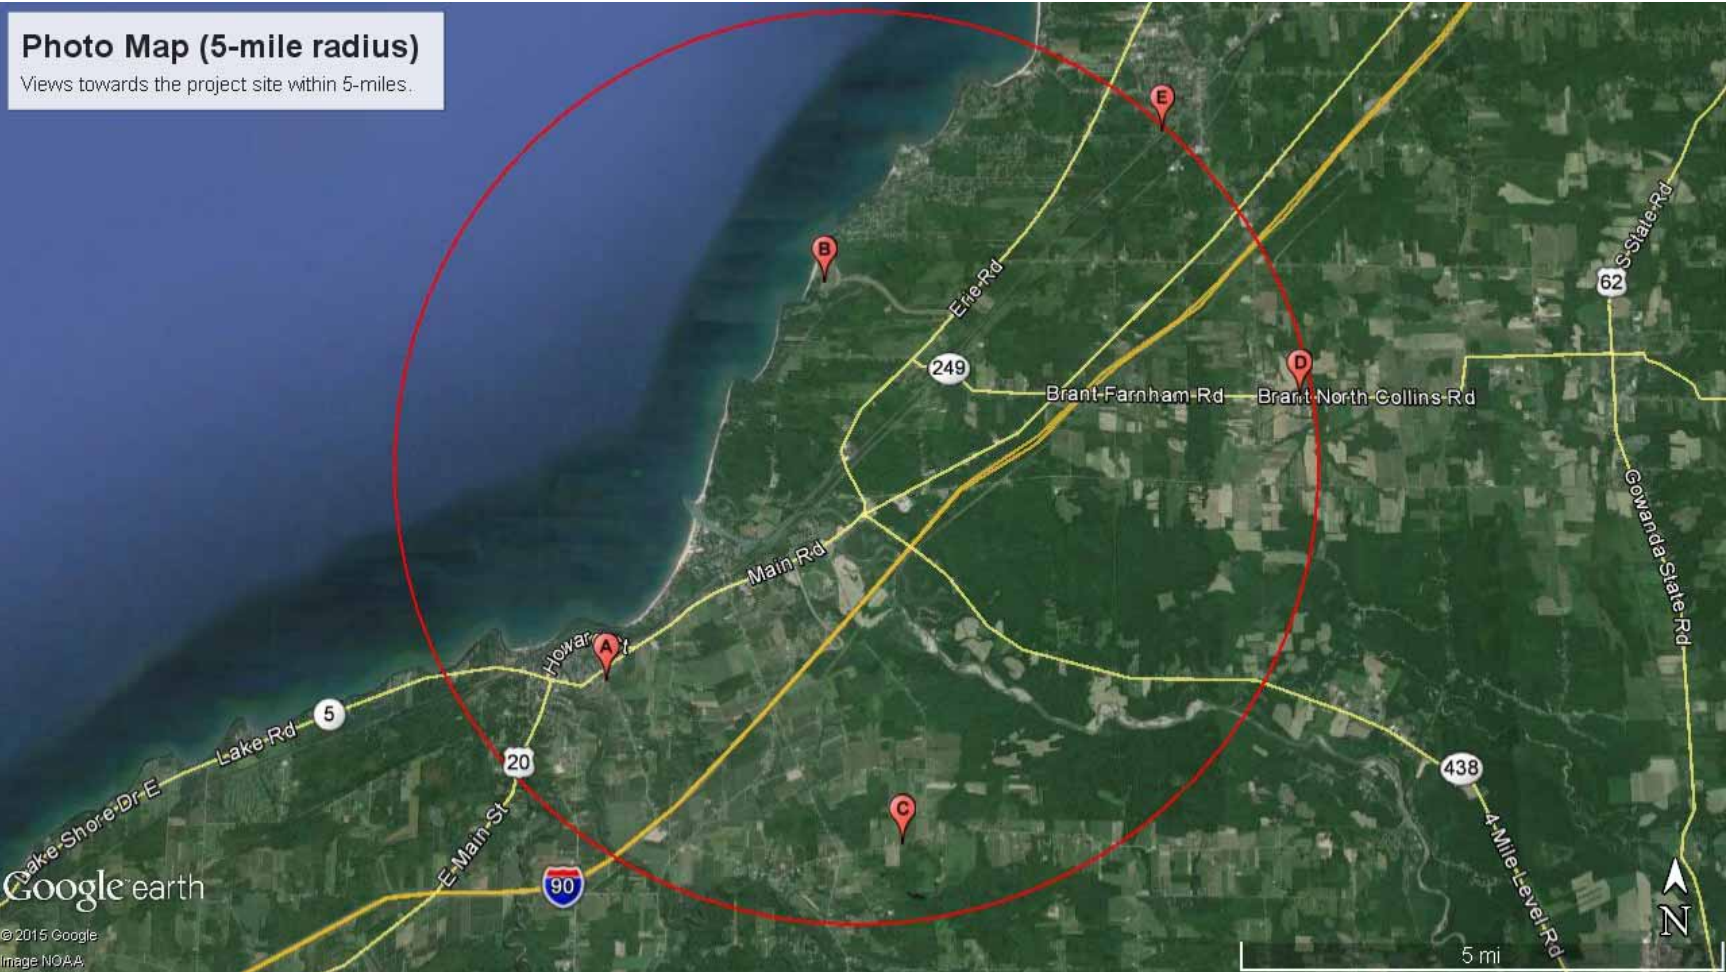 Photo Map (5-mile radius)
Views towards the project site within 5-miles.
E
S-State-Rd
B
62
Erie-Rd
249
D
Brant-Farnham Rd
Brant-North-Collins Rd
Gowanda-State-Rd
Main Rd
A
5
Lake-Rd
20
438
Lake-Shore-Dr E
C
E-Main-St
4-Mile-Level-Rd
90
Google earth
N
© 2015 Google
Image NOAA
5 mi